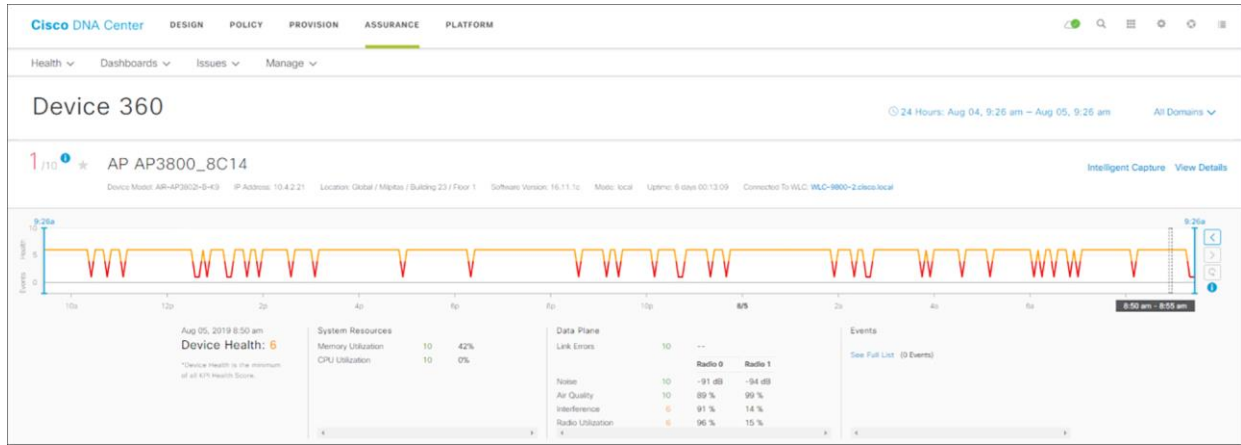 Cisco DNA Center DESIGN POLICY PROVISION ASSURANCE PLATFORM
Health Dashboards Issues Manage
Device 360
24 Hours: Aug 04, 9:26 am – Aug 05, 9:26 am All Domains
1/10 AP AP3800_8C14
Intelligent Capture View Details
Device Model: AIR-AP3802I-B-K9 IP Address: 10.4.2.21 Location: Global / Milpitas / Building 23 / Floor 1 Software Version: 16.11.1c Mode: local Uptime: 6 days 00:13:09 Connected To WLC: WLC-9800-2.cisco.local
9:26a 9:26a
10
Health
5
Events
0
10a 12p 2p 4p 6p 8p 10p 8/5 2a 4a 6a 8:50 am – 8:55 am
Aug 05, 2019 8:50 am
Device Health: 6
*Device Health is the minimum
of all KPI Health Score.
System Resources
Memory Utilization 10 42%
CPU Utilization 10 0%
Data Plane
Link Errors 10 --
Radio 0 Radio 1
Noise 10 -91 dB -94 dB
Air Quality 10 89 % 99 %
Interference 6 91 % 14 %
Radio Utilization 6 96 % 15 %
Events
See Full List (0 Events)